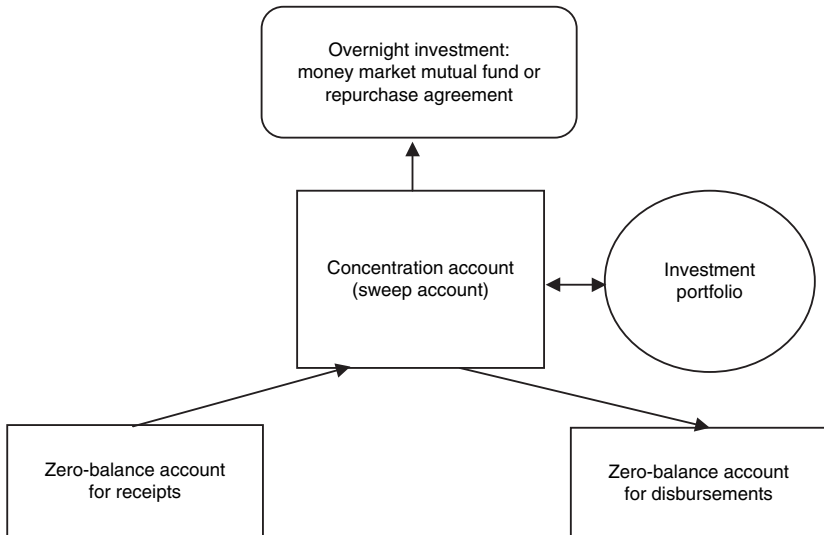 Overnight investment:
money market mutual fund or
repurchase agreement
Concentration account
(sweep account)
Investment
portfolio
Zero-balance account
for receipts
Zero-balance account
for disbursements